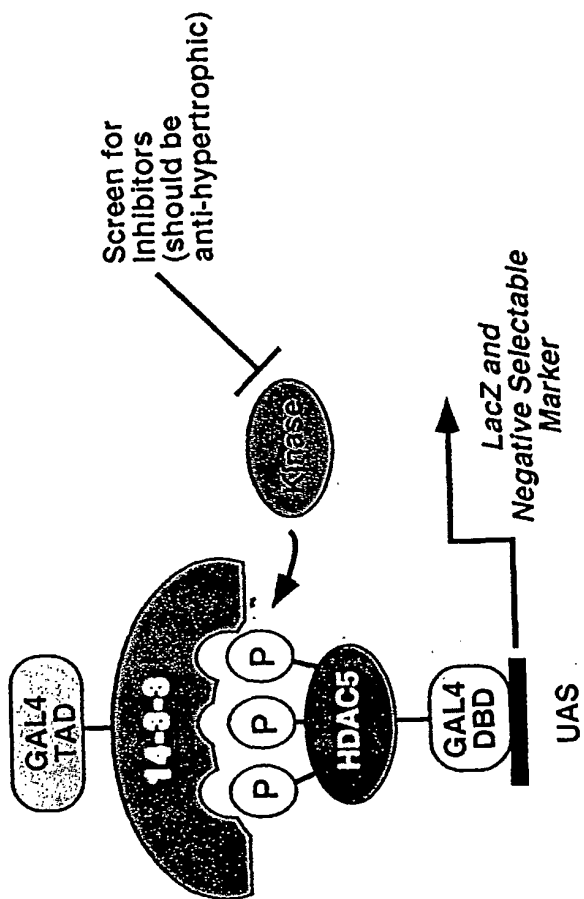 GAL4
TAD
14-3-3
P
P
P
HDAC5
GAL4
DBD
UAS
Kinase
Screen for
Inhibitors
(should be
anti-hypertrophic)
LacZ and
Negative Selectable
Marker